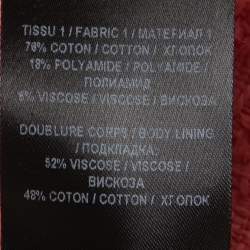 TISSU 1 / FABRIC 1 / МАТЕРИАЛ 1
76% COTON / COTTON / ХЛОПОК
18% POLYAMIDE / POLYAMIDE /
ПОЛИАМИД
6% VISCOSE / VISCOSE / ВИСКОЗА
DOUBLURE CORPS / BODY LINING
/ ПОДКЛАДКА
52% VISCOSE / VISCOSE /
ВИСКОЗА
48% COTON / COTTON / ХЛОПОК